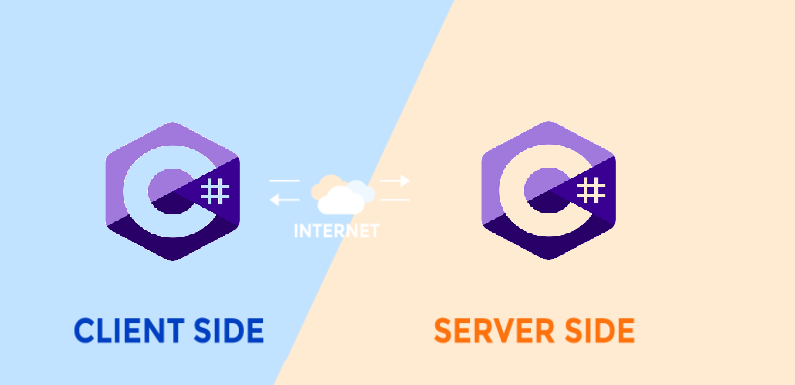 C#
C#
INTERNET
CLIENT SIDE
SERVER SIDE